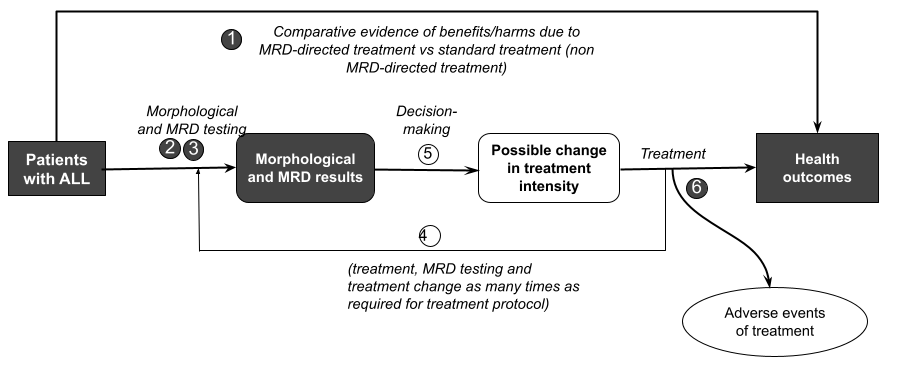 1
Comparative evidence of benefits/harms due to
MRD-directed treatment vs standard treatment (non
MRD-directed treatment)
Morphological
and MRD testing
2 3
Decision-
making
5
Treatment
6
Patients
with ALL
Morphological
and MRD results
Possible change
in treatment
intensity
Health
outcomes
4
(treatment, MRD testing and
treatment change as many times as
required for treatment protocol)
Adverse events
of treatment